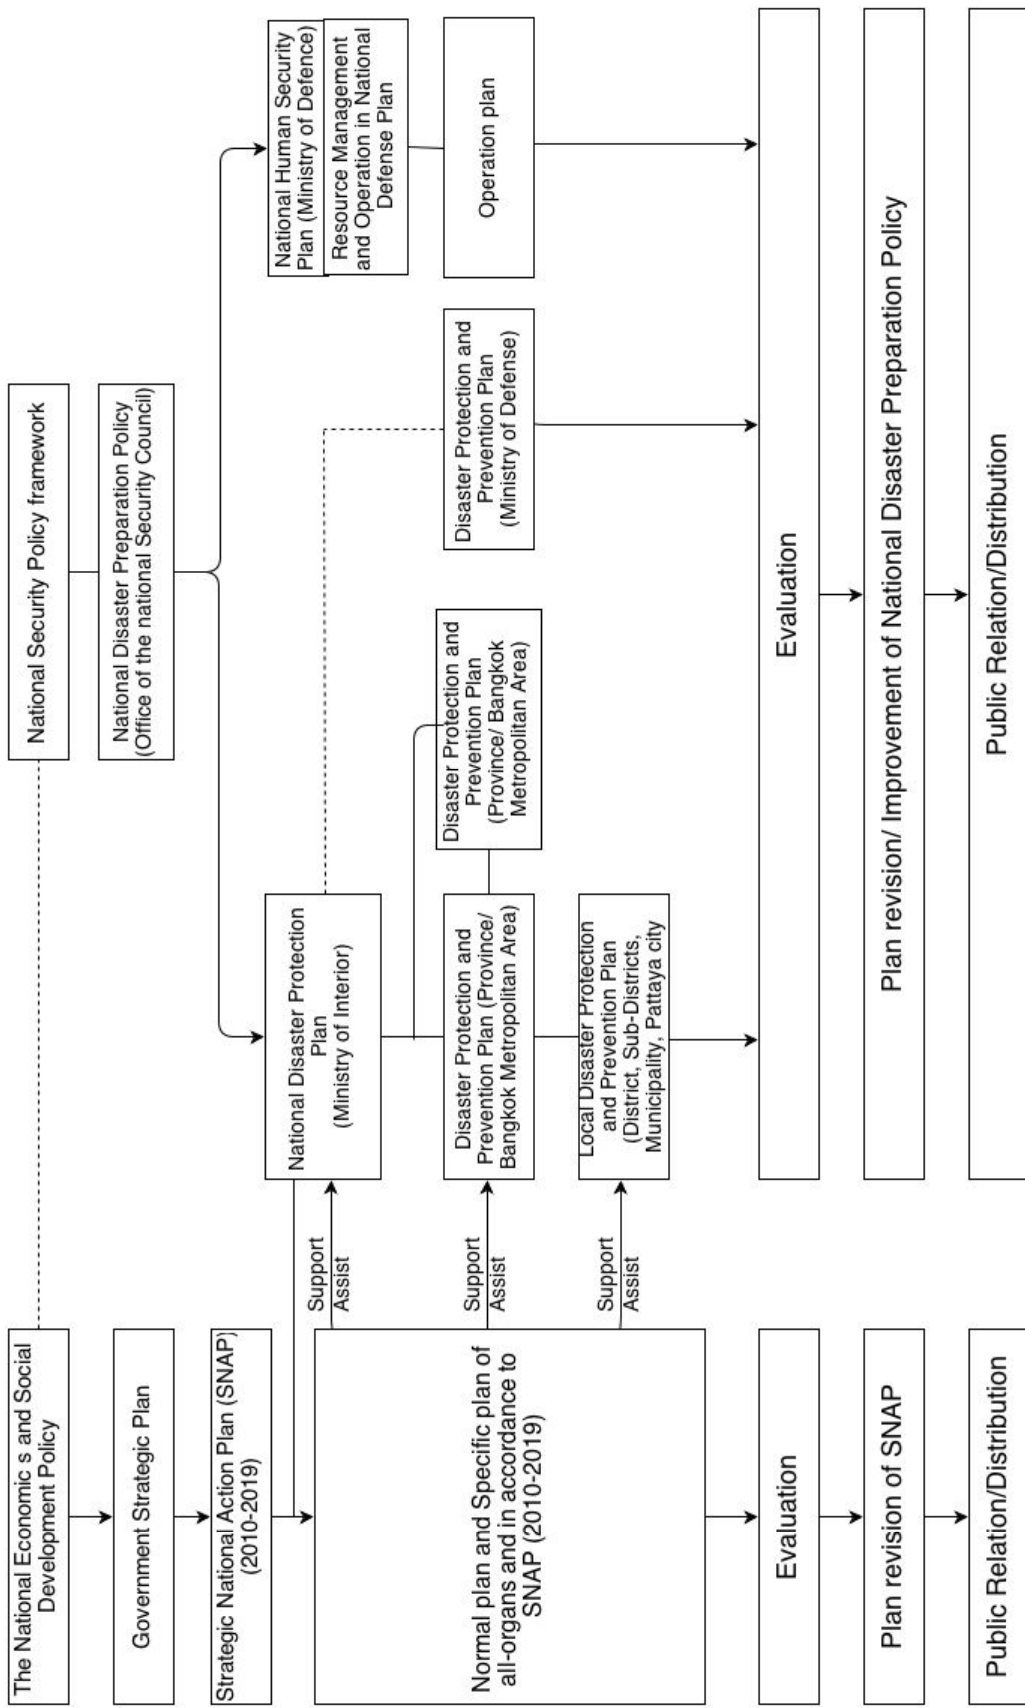 The National Economic s and Social
Development Policy
Government Strategic Plan
Strategic National Action Plan (SNAP)
(2010-2019)
Normal plan and Specific plan of
all-organs and in accordance to
SNAP (2010-2019)
Evaluation
Plan revision of SNAP
Public Relation/Distribution
Support
Assist
Support
Assist
Support
Assist
National Security Policy framework
National Disaster Preparation Policy
(Office of the national Security Council)
National Disaster Protection
Plan
(Ministry of Interior)
Disaster Protection and
Prevention Plan (Province/
Bangkok Metropolitan Area)
Local Disaster Protection
and Prevention Plan
(District, Sub-Districts,
Municipality, Pattaya city
Disaster Protection and
Prevention Plan
(Province/ Bangkok
Metropolitan Area)
Disaster Protection and
Prevention Plan
(Ministry of Defense)
National Human Security
Plan (Ministry of Defence)
Resource Management
and Operation in National
Defense Plan
Operation plan
Evaluation
Plan revision/ Improvement of National Disaster Preparation Policy
Public Relation/Distribution